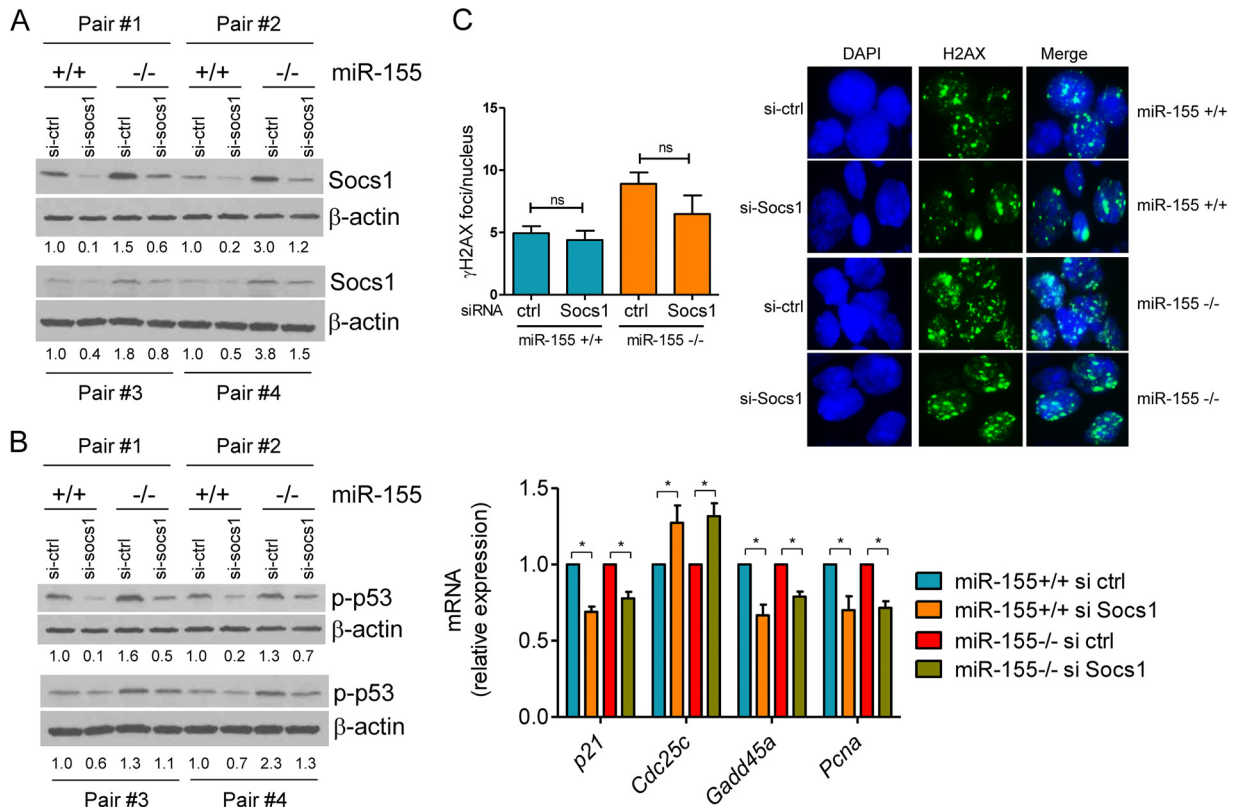 A
Pair #1 Pair #2
+/+ -/- +/+ -/- miR-155
si-ctrl si-socs1 si-ctrl si-socs1 si-ctrl si-socs1 si-ctrl si-socs1
Socs1
β-actin
1.0 0.1 1.5 0.6 1.0 0.2 3.0 1.2
Socs1
β-actin
1.0 0.4 1.8 0.8 1.0 0.5 3.8 1.5
Pair #3 Pair #4
C
15
10
5
0
γH2AX foci/nucleus
ns
ns
siRNA ctrl Socs1 ctrl Socs1
miR-155 +/+ miR-155 -/-
DAPI H2AX Merge
si-ctrl miR-155 +/+
si-Socs1 miR-155 +/+
si-ctrl miR-155 -/-
si-Socs1 miR-155 -/-
B
Pair #1 Pair #2
+/+ -/- +/+ -/- miR-155
si-ctrl si-socs1 si-ctrl si-socs1 si-ctrl si-socs1 si-ctrl si-socs1
p-p53
β-actin
1.0 0.1 1.6 0.5 1.0 0.2 1.3 0.7
p-p53
β-actin
1.0 0.6 1.3 1.1 1.0 0.7 2.3 1.3
Pair #3 Pair #4
mRNA
(relative expression)
1.5
1.0
0.5
0.0
* * * * * * * *
p21 Cdc25c Gadd45a Pcna
miR-155+/+ si ctrl
miR-155+/+ si Socs1
miR-155-/- si ctrl
miR-155-/- si Socs1